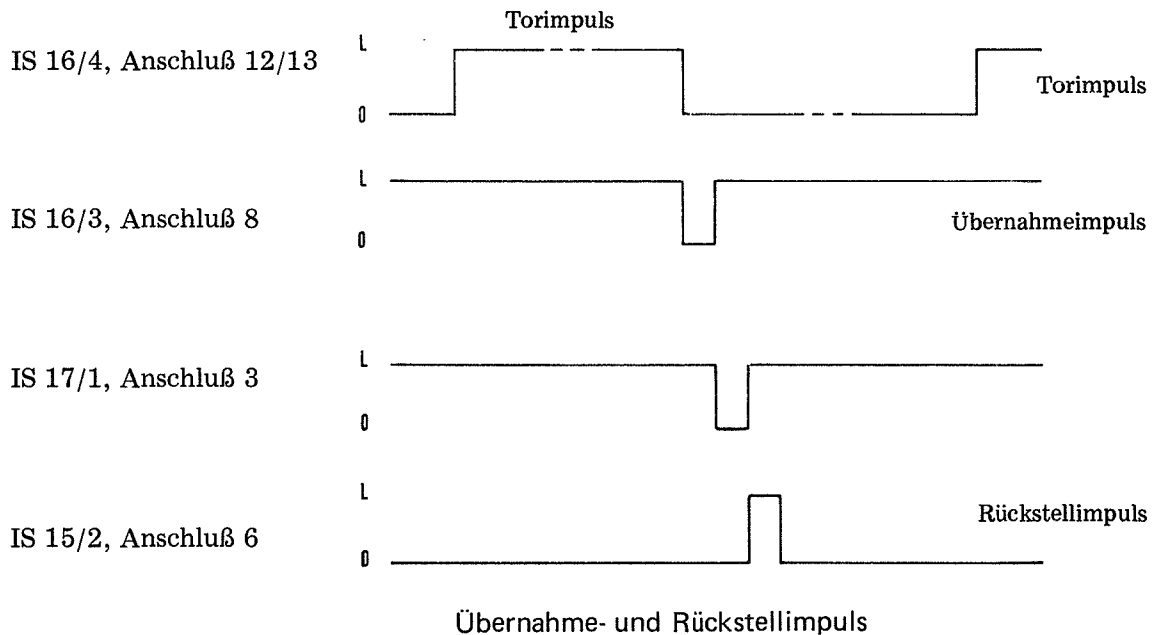 Torimpuls
IS 16/4, Anschluß 12/13
L
0
Torimpuls
IS 16/3, Anschluß 8
L
0
Übernahmeimpuls
IS 17/1, Anschluß 3
L
0
IS 15/2, Anschluß 6
L
0
Rückstellimpuls
Übernahme- und Rückstellimpuls